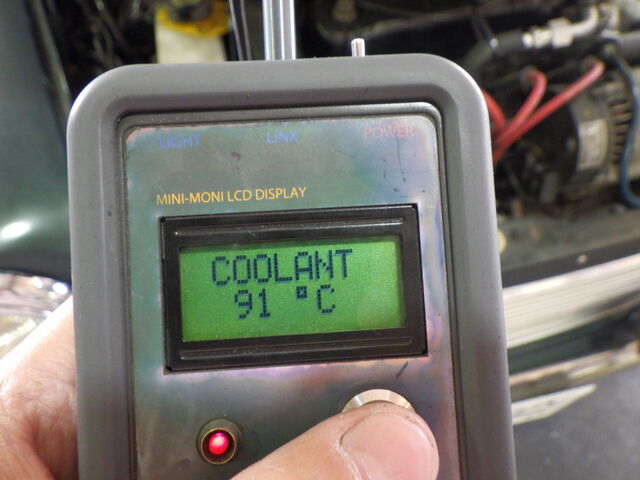 LIGHT LINK POWER
MINI-MONI LCD DISPLAY
COOLANT
91 °C